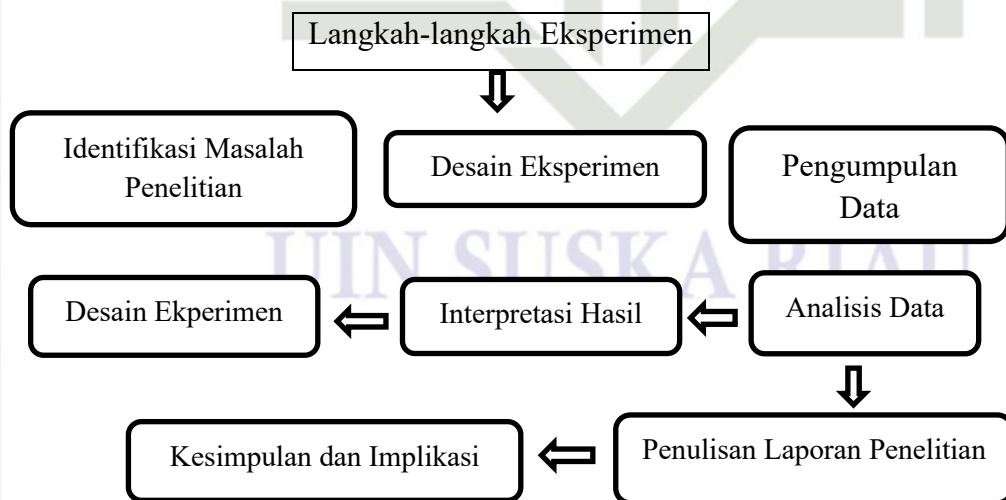 Langkah-langkah Eksperimen
Identifikasi Masalah
Penelitian
Desain Eksperimen
Pengumpulan
Data
UIN SUSKA RIAU
Desain Ekperimen
Interpretasi Hasil
Analisis Data
Kesimpulan dan Implikasi
Penulisan Laporan Penelitian